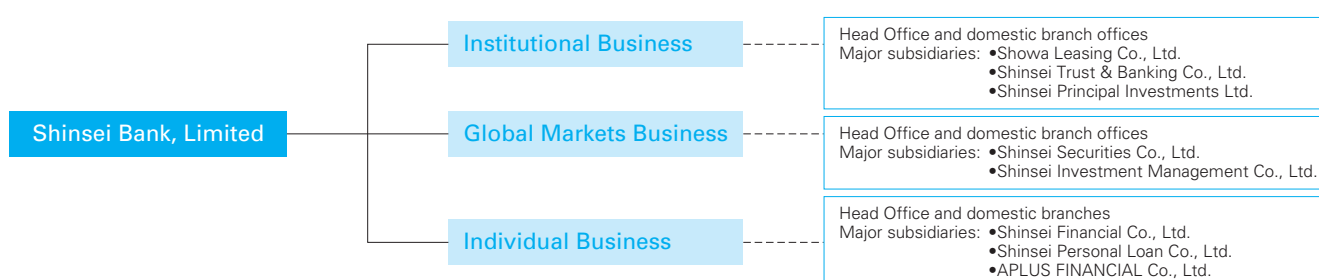 Shinsei Bank, Limited
Institutional Business
Head Office and domestic branch offices
Major subsidiaries: •Showa Leasing Co., Ltd.
•Shinsei Trust & Banking Co., Ltd.
•Shinsei Principal Investments Ltd.
Global Markets Business
Head Office and domestic branch offices
Major subsidiaries: •Shinsei Securities Co., Ltd.
•Shinsei Investment Management Co., Ltd.
Individual Business
Head Office and domestic branches
Major subsidiaries: •Shinsei Financial Co., Ltd.
•Shinsei Personal Loan Co., Ltd.
•APLUS FINANCIAL Co., Ltd.